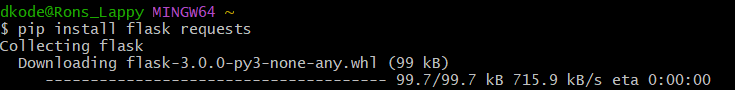 dkode@Rons_Lappy MINGW64 ~
$ pip install flask requests
Collecting flask
  Downloading flask-3.0.0-py3-none-any.whl (99 kB)
     ------------------------------------- 99.7/99.7 kB 715.9 kB/s eta 0:00:00